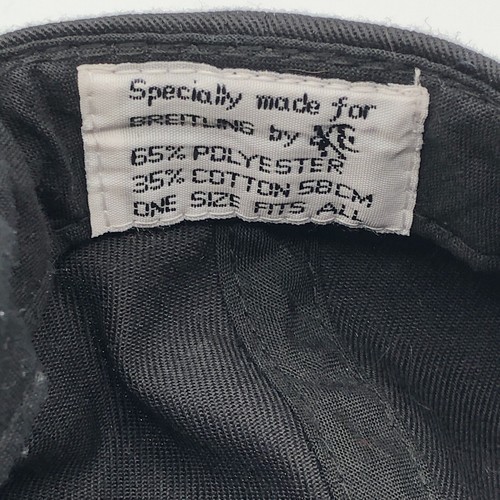 Specially made for
BREITLING by
65% POLYESTER
35% COTTON 58CM
ONE SIZE FITS ALL